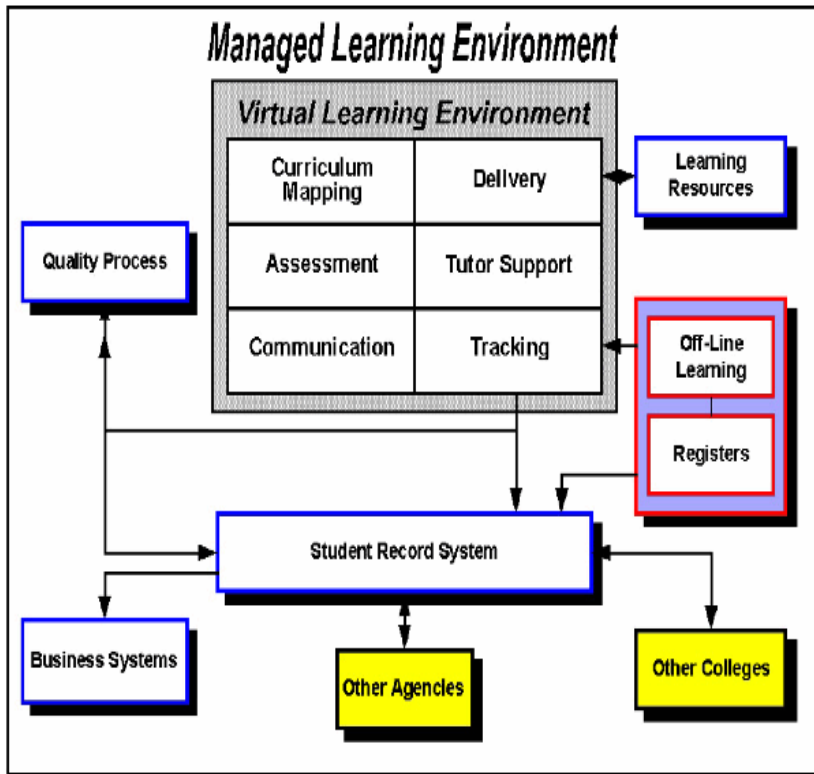 Managed Learning Environment
Virtual Learning Environment
Curriculum
Mapping
Delivery
Learning
Resources
Quality Process
Assessment
Tutor Support
Communication
Tracking
Off-Line
Learning
Registers
Student Record System
Business Systems
Other Agencies
Other Colleges